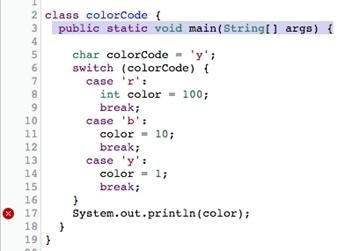 1
2 class colorCode {
3 public static void main(String[] args) {
4
5 char colorCode = 'y';
6 switch (colorCode) {
7 case 'r':
8 int color = 100;
9 break;
10 case 'b':
11 color = 10;
12 break;
13 case 'y':
14 color = 1;
15 break;
16 }
17 System.out.println(color);
18 }
19 }